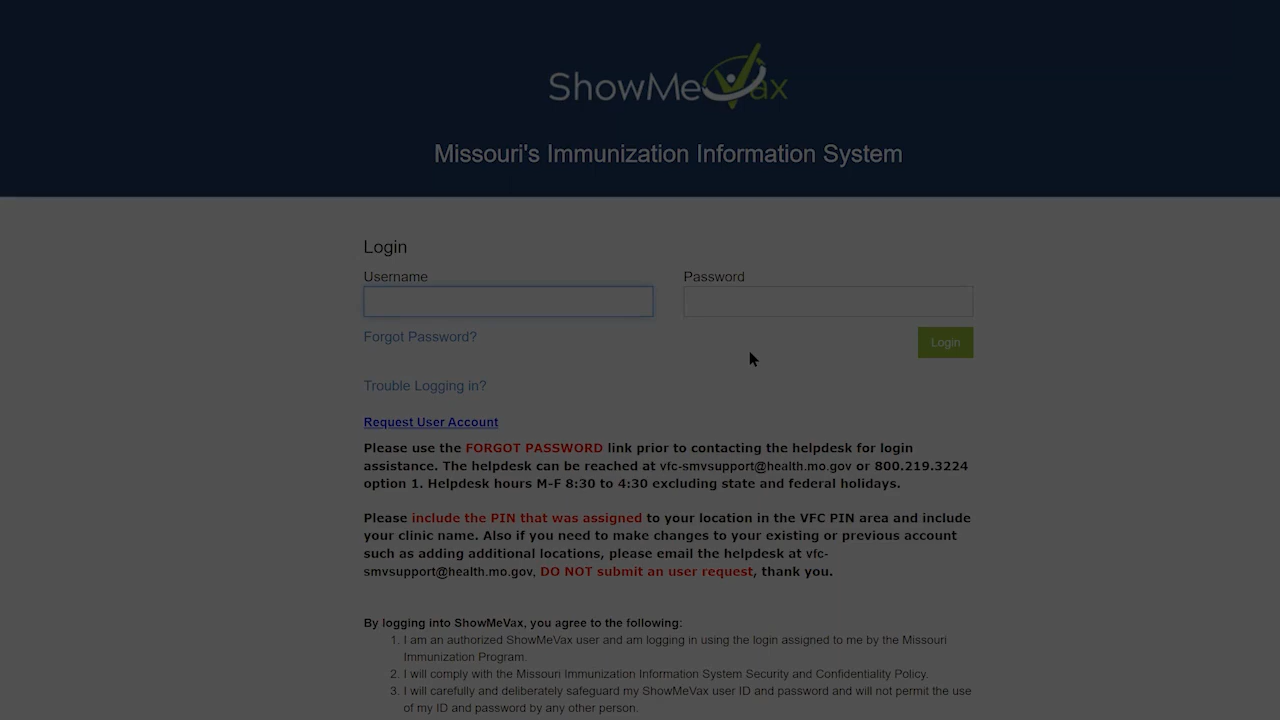 ShowMeVax
Missouri's Immunization Information System
Login
Username
Password
Forgot Password?
Login
Trouble Logging in?
Request User Account
Please use the FORGOT PASSWORD link prior to contacting the helpdesk for login
assistance. The helpdesk can be reached at vfc-smvsupport@health.mo.gov or 800.219.3224
option 1. Helpdesk hours M-F 8:30 to 4:30 excluding state and federal holidays.
Please include the PIN that was assigned to your location in the VFC PIN area and include
your clinic name. Also if you need to make changes to your existing or previous account
such as adding additional locations, please email the helpdesk at vfc-
smvsupport@health.mo.gov, DO NOT submit an user request, thank you.
By logging into ShowMeVax, you agree to the following:
1. I am an authorized ShowMeVax user and am logging in using the login assigned to me by the Missouri
Immunization Program.
2. I will comply with the Missouri Immunization Information System Security and Confidentiality Policy.
3. I will carefully and deliberately safeguard my ShowMeVax user ID and password and will not permit the use
of my ID and password by any other person.